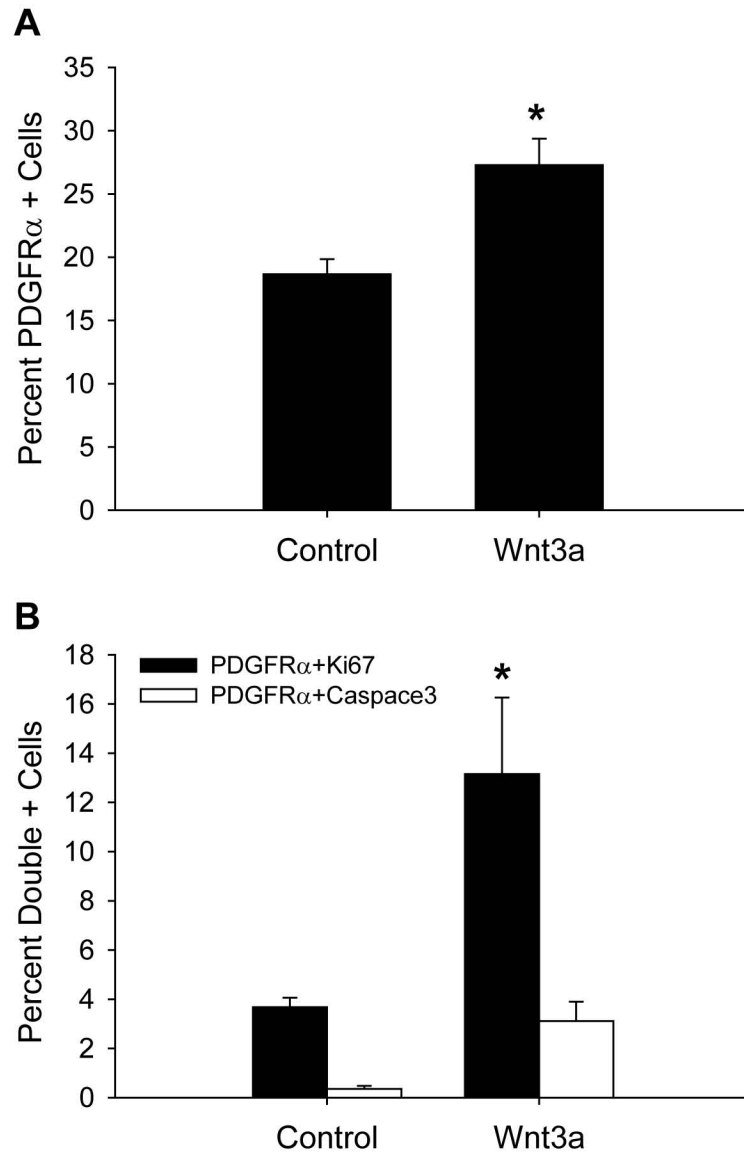 A
Percent PDGFRα + Cells
35
30
25
20
15
10
5
0
*
Control Wnt3a
B
Percent Double + Cells
18
16
14
12
10
8
6
4
2
0
PDGFRα+Ki67
PDGFRα+Caspace3
*
Control Wnt3a